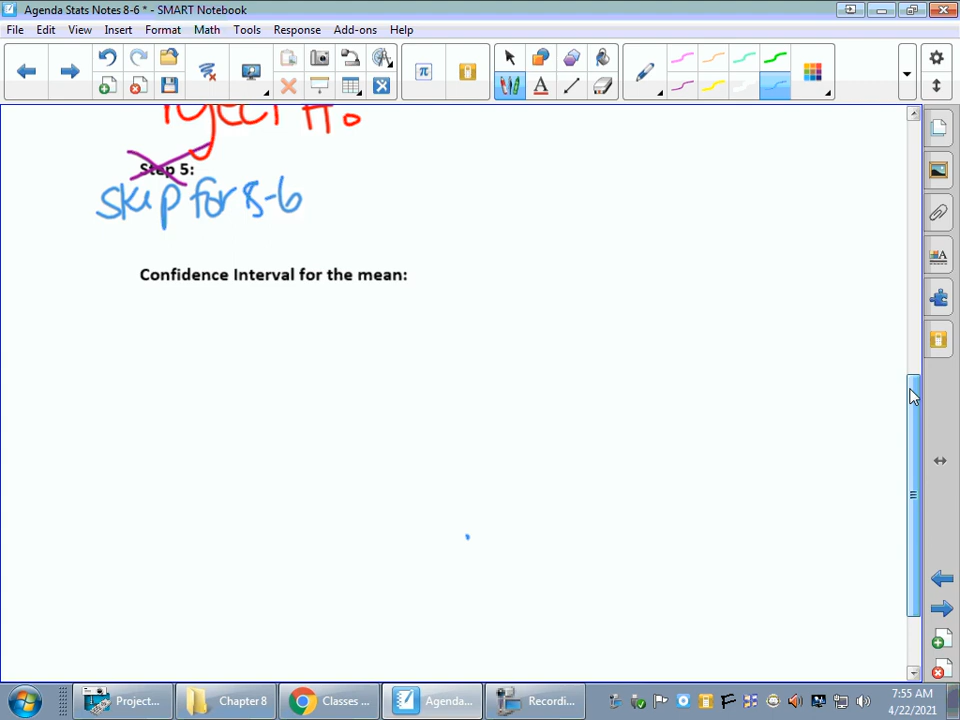 Agenda Stats Notes 8-6 * - SMART Notebook
File Edit View Insert Format Math Tools Response Add-ons Help
reject Ho
Step 5:
skip for 8-6
Confidence Interval for the mean:
Project...
Chapter 8
Classes ...
Agenda...
Recordi...
7:55 AM
4/22/2021